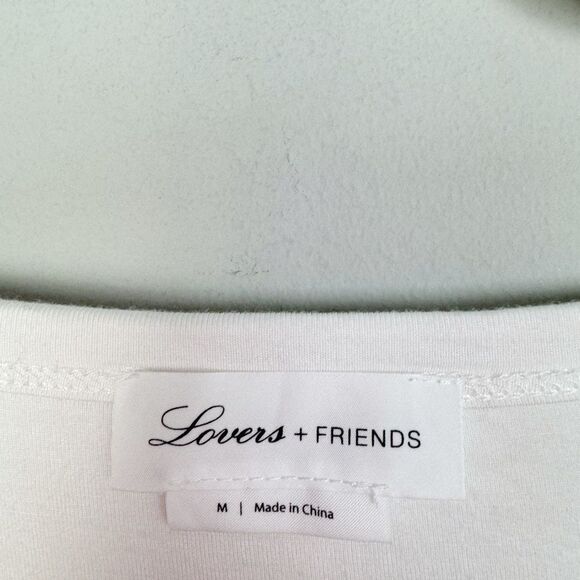 Lovers + FRIENDS
M | Made in China